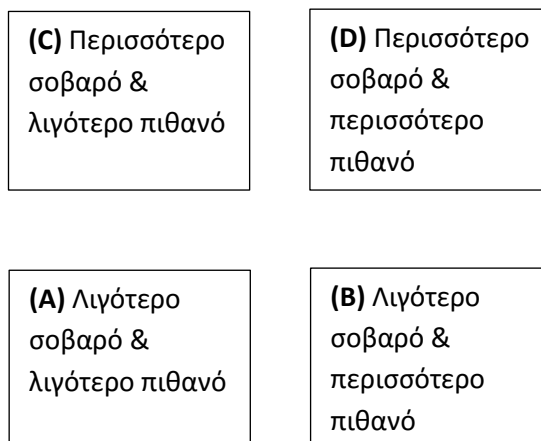 (C) Περισσότερο
σοβαρό &
λιγότερο πιθανό
(D) Περισσότερο
σοβαρό &
περισσότερο
πιθανό
(A) Λιγότερο
σοβαρό &
λιγότερο πιθανό
(B) Λιγότερο
σοβαρό &
περισσότερο
πιθανό